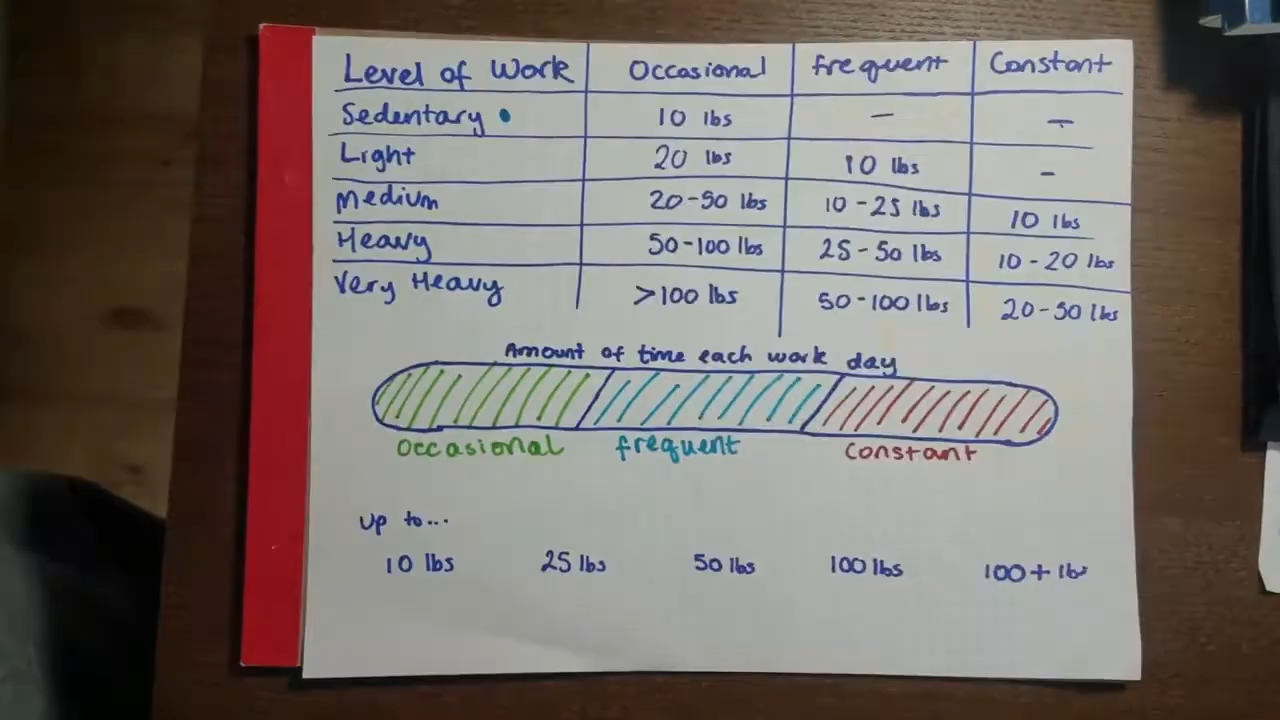 Level of Work Occasional frequent Constant
Sedentary • 10 lbs — —
Light 20 lbs 10 lbs -
Medium 20-50 lbs 10-25 lbs 10 lbs
Heavy 50-100 lbs 25-50 lbs 10-20 lbs
Very Heavy >100 lbs 50-100 lbs 20-50 lbs
Amount of time each work day
Occasional frequent Constant
up to...
10 lbs 25 lbs 50 lbs 100 lbs 100+ lbs